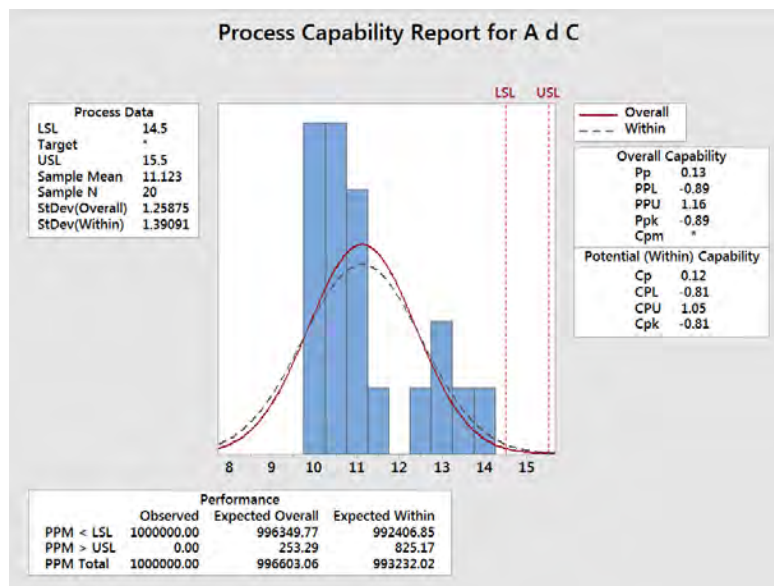 Process Capability Report for A d C
LSL USL
Process Data
LSL 14.5
Target *
USL 15.5
Sample Mean 11.123
Sample N 20
StDev(Overall) 1.25875
StDev(Within) 1.39091
Overall
Within
Overall Capability
Pp 0.13
PPL -0.89
PPU 1.16
Ppk -0.89
Cpm *
Potential (Within) Capability
Cp 0.12
CPL -0.81
CPU 1.05
Cpk -0.81
8 9 10 11 12 13 14 15
Performance
Observed Expected Overall Expected Within
PPM < LSL 1000000.00 996349.77 992406.85
PPM > USL 0.00 253.29 825.17
PPM Total 1000000.00 996603.06 993232.02